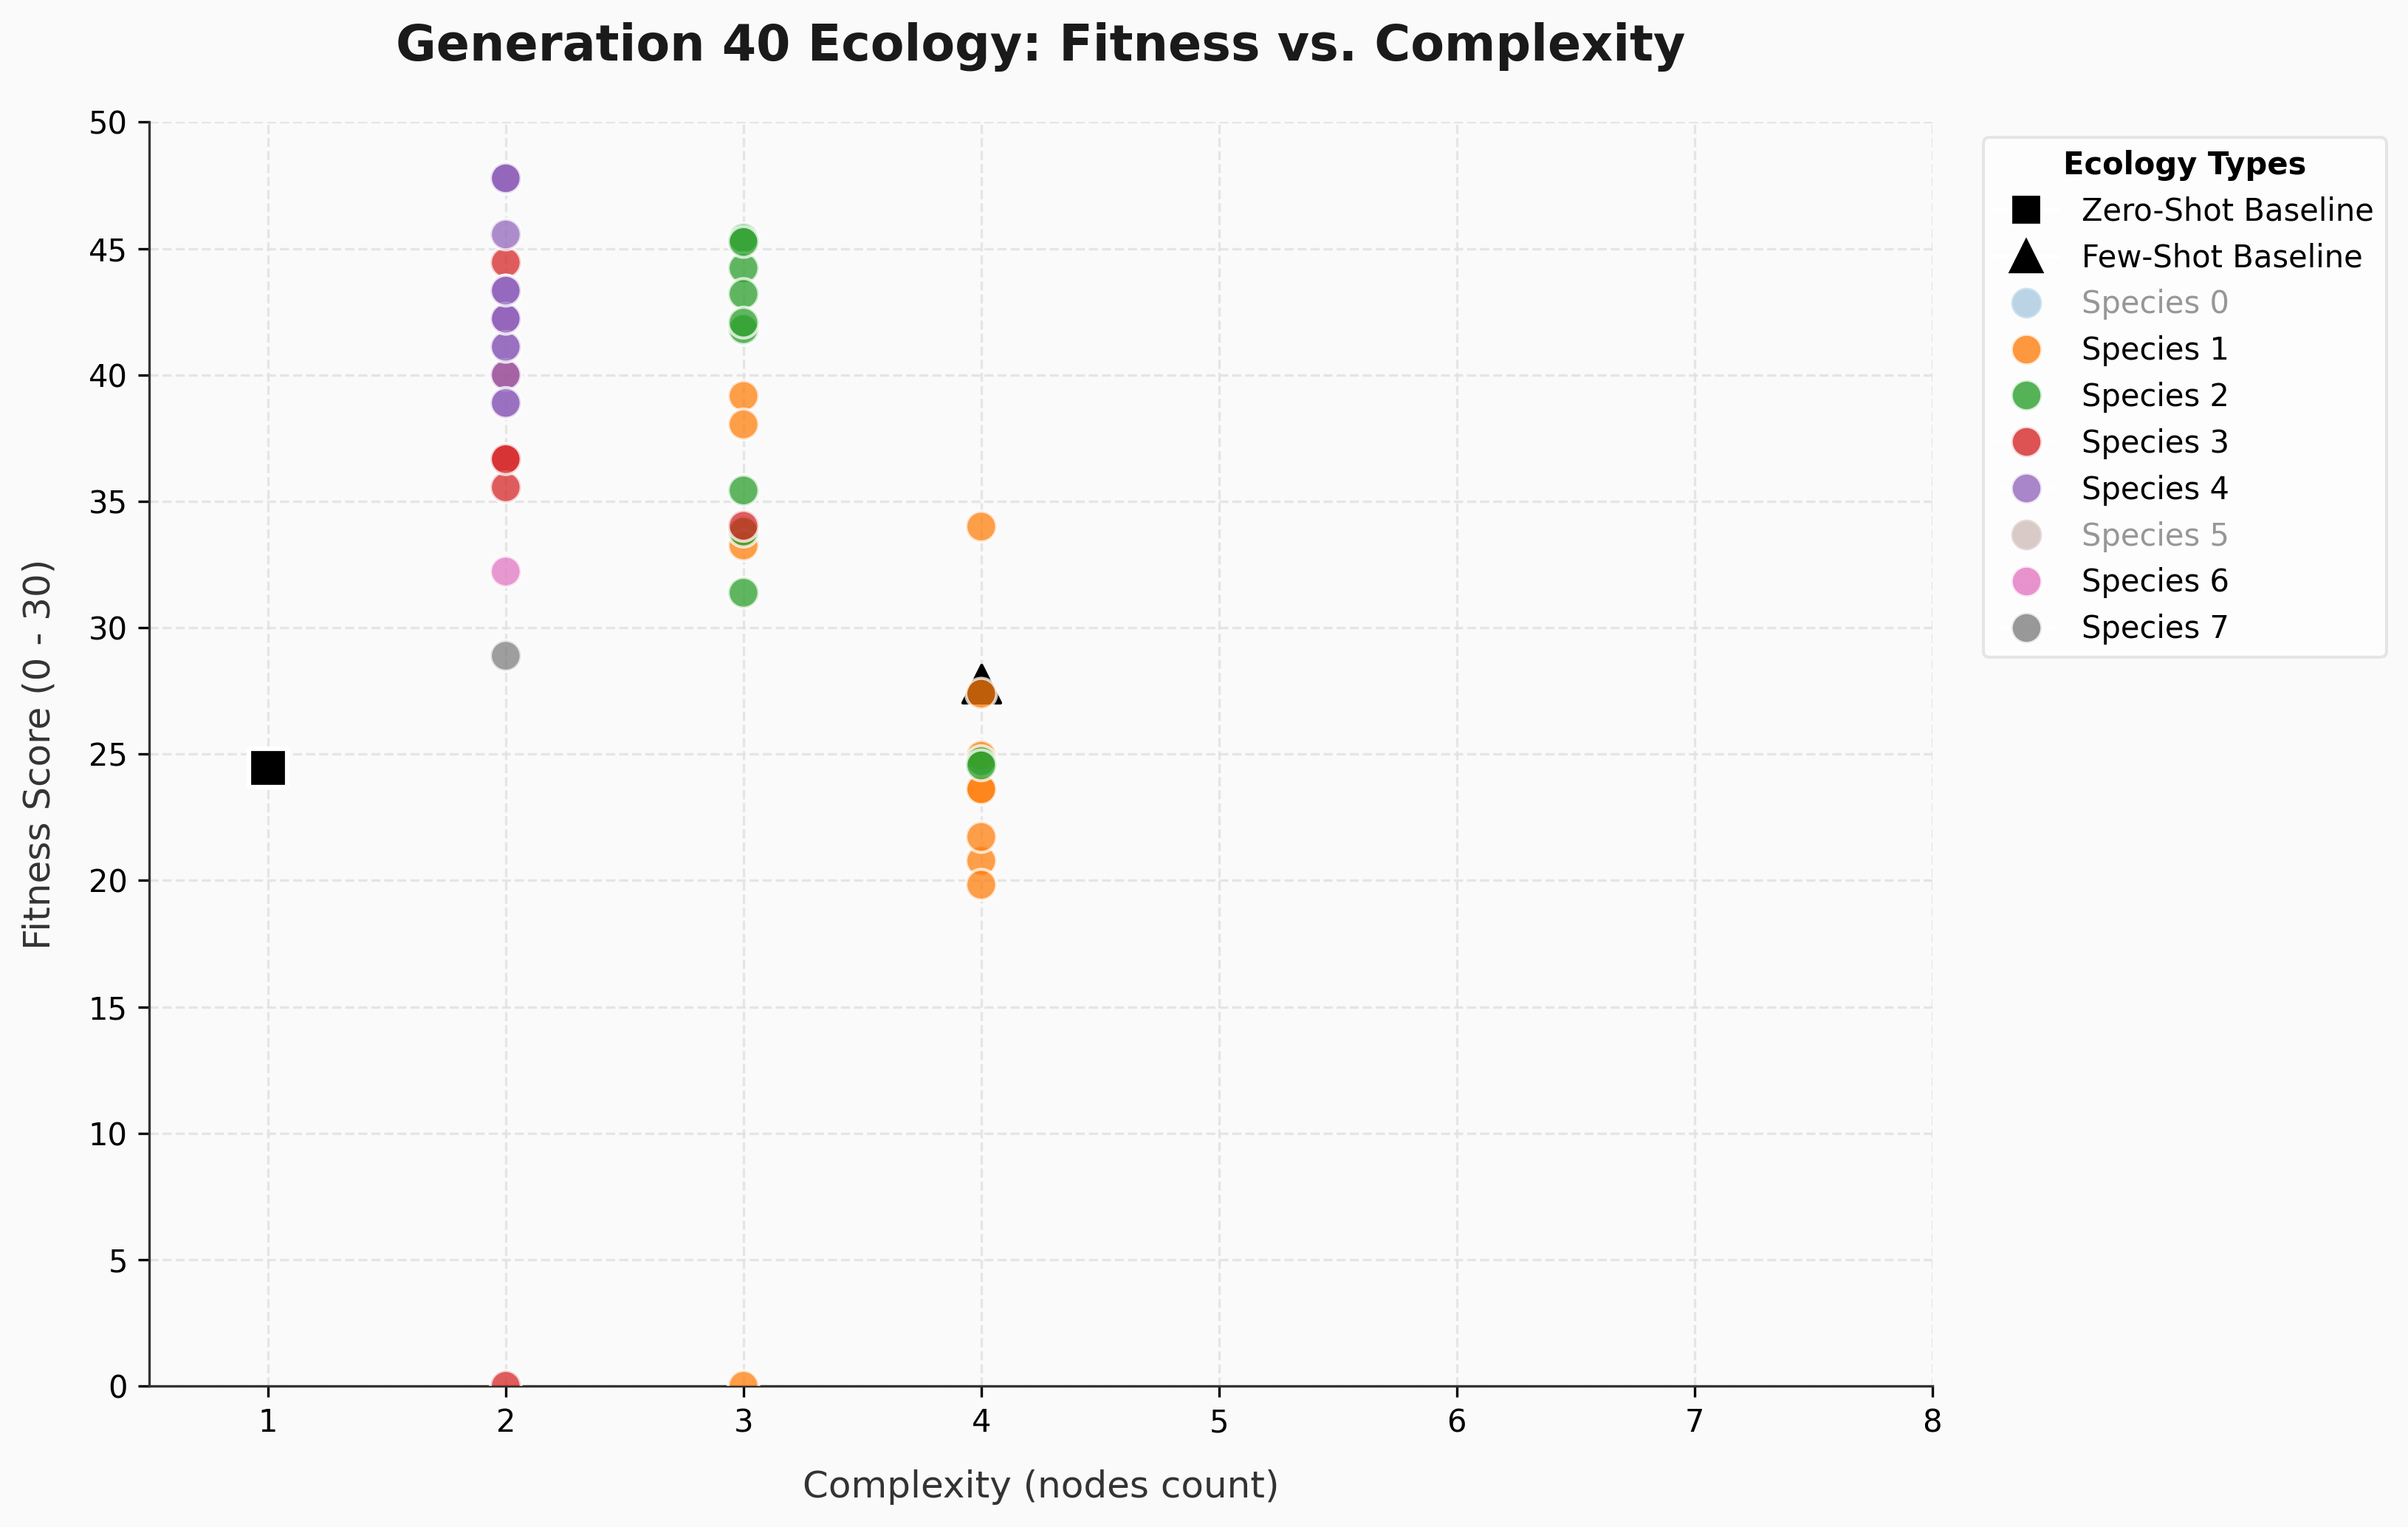 Generation 40 Ecology: Fitness vs. Complexity
Fitness Score (0 - 30)
50
45
40
35
30
25
20
15
10
5
0
1 2 3 4 5 6 7 8
Complexity (nodes count)
Ecology Types
Zero-Shot Baseline
Few-Shot Baseline
Species 0
Species 1
Species 2
Species 3
Species 4
Species 5
Species 6
Species 7